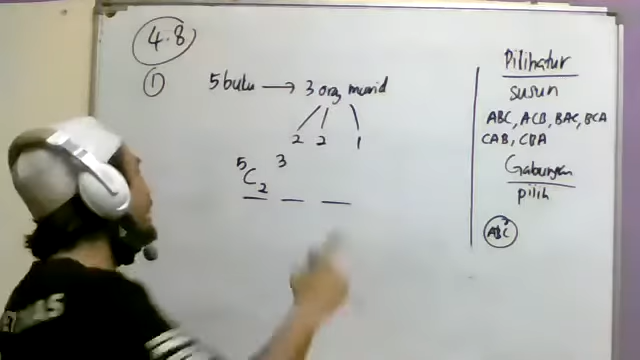 4.8
① 5 buku → 3 org murid
2 2 1
⁵C₂ 3
Pilihatur
susun
ABC, ACB, BAC, BCA
CAB, CBA
Gabungan
pilih
ABC